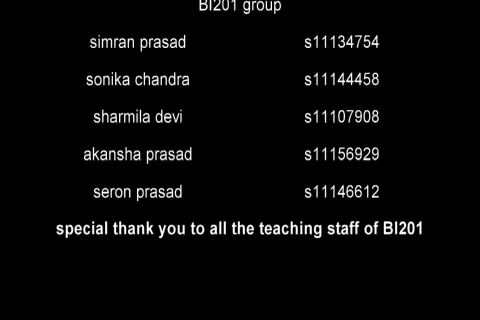 BI201 group
simran prasad s11134754
sonika chandra s11144458
sharmila devi s11107908
akansha prasad s11156929
seron prasad s11146612
special thank you to all the teaching staff of BI201